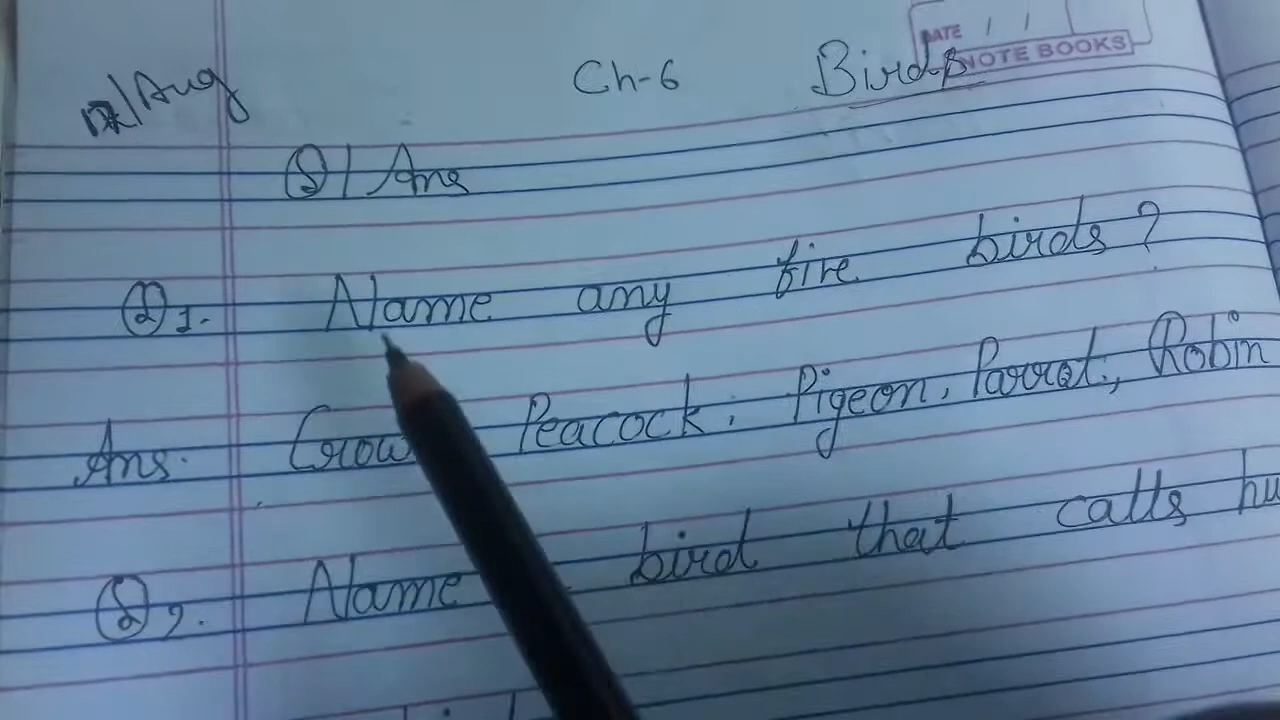 /Aug Ch-6 Birds
DATE / /
NOTE BOOKS
Q/Ans
Q1. Name any five birds?
Ans. Crow Peacock, Pigeon, Parrot, Robin
Q2. Name bird that calls hu